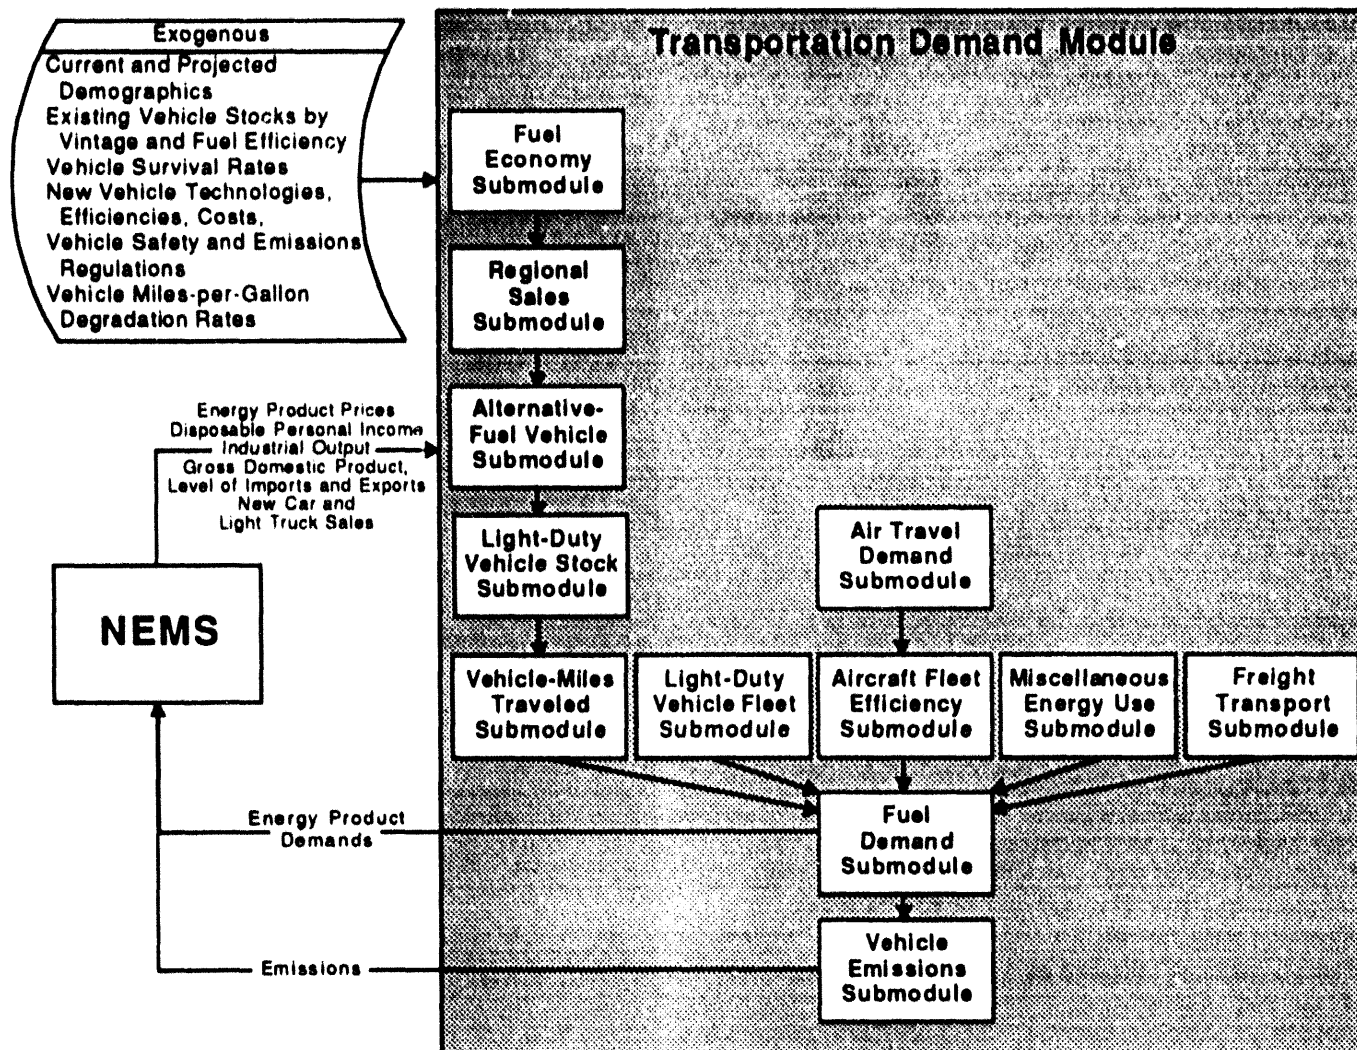 Exogenous
Current and Projected
Demographics
Existing Vehicle Stocks by
Vintage and Fuel Efficiency
Vehicle Survival Rates
New Vehicle Technologies,
Efficiencies, Costs,
Vehicle Safety and Emissions
Regulations
Vehicle Miles-per-Gallon
Degradation Rates
Transportation Demand Module
Fuel
Economy
Submodule
Regional
Sales
Submodule
Alternative-
Fuel Vehicle
Submodule
Light-Duty
Vehicle Stock
Submodule
Air Travel
Demand
Submodule
Energy Product Prices
Disposable Personal Income
Industrial Output
Gross Domestic Product,
Level of Imports and Exports
New Car and
Light Truck Sales
NEMS
Vehicle-Miles
Traveled
Submodule
Light-Duty
Vehicle Fleet
Submodule
Aircraft Fleet
Efficiency
Submodule
Miscellaneous
Energy Use
Submodule
Freight
Transport
Submodule
Energy Product
Demands
Fuel
Demand
Submodule
Emissions
Vehicle
Emissions
Submodule